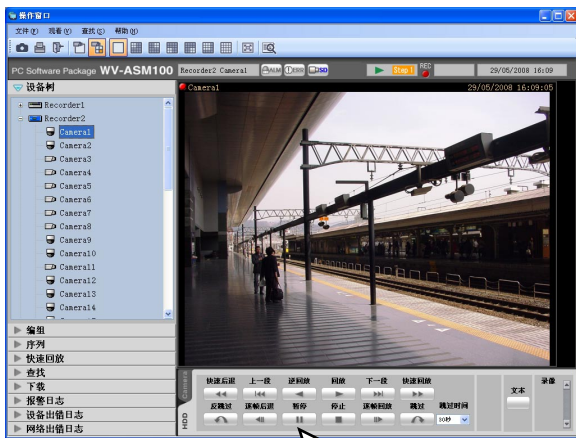 操作窗口
文件(F) 观看(V) 查找(S) 帮助(H)
PC Software Package WV-ASM100 Recorder2 Camera1 ALM ERR SD Step 1 REC 29/05/2008 16:09
设备树
Recorder1
Recorder2
Camera1
Camera2
Camera3
Camera4
Camera5
Camera6
Camera7
Camera8
Camera9
Camera10
Camera11
Camera12
Camera13
Camera14
编组
序列
快速回放
查找
下载
报警日志
设备出错日志
网络出错日志
Camera1 29/05/2008 16:09:05
Camera
HDD
快速后退 上一段 逆回放 回放 下一段 快速回放
反跳过 逐帧后退 暂停 停止 逐帧回放 跳过 跳过时间
30秒
文本
录像